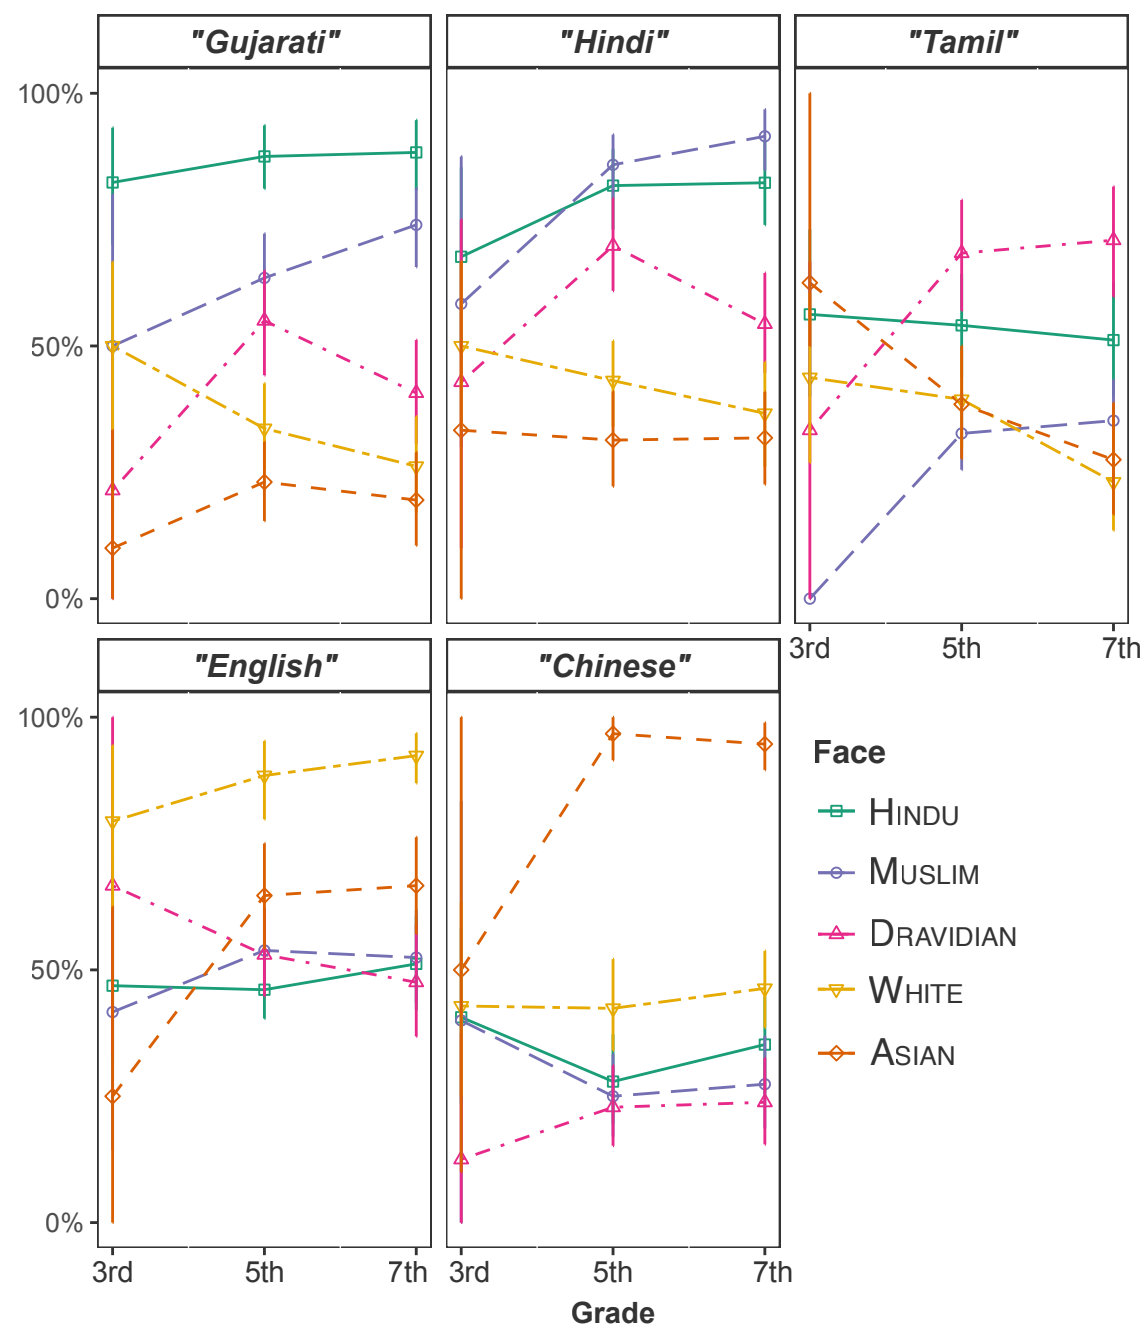 "Gujarati" "Hindi" "Tamil"
100%
50%
0%
3rd 5th 7th
"English" "Chinese"
100%
50%
0%
3rd 5th 7th 3rd 5th 7th
Grade
Face
HINDU
MUSLIM
DRAVIDIAN
WHITE
ASIAN